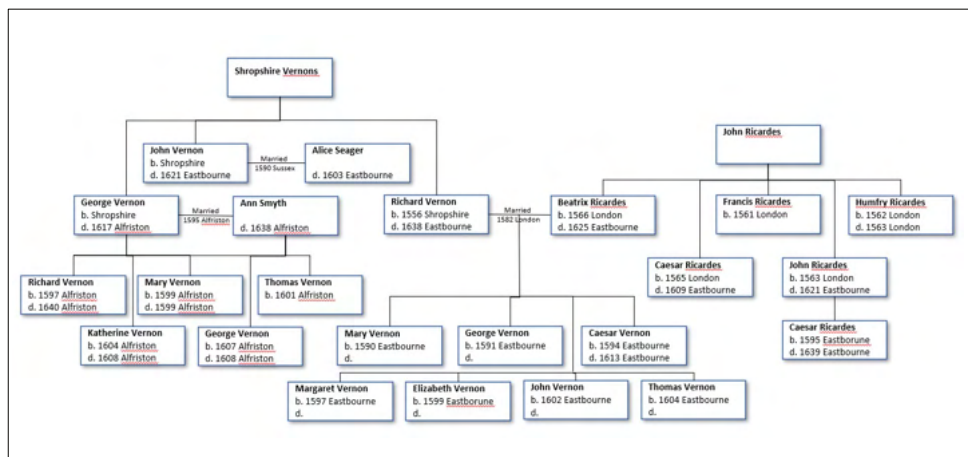 Shropshire Vernons
John Ricardes
John Vernon
b. Shropshire
d. 1621 Eastbourne
Married
1590 Sussex
Alice Seager
d. 1603 Eastbourne
George Vernon
b. Shropshire
d. 1617 Alfriston
Married
1595 Alfriston
Ann Smyth
d. 1638 Alfriston
Richard Vernon
b. 1556 Shropshire
d. 1638 Eastbourne
Married
1582 London
Beatrix Ricardes
b. 1566 London
d. 1625 Eastbourne
Francis Ricardes
b. 1561 London
Humfry Ricardes
b. 1562 London
d. 1563 London
Caesar Ricardes
b. 1565 London
d. 1609 Eastbourne
John Ricardes
b. 1563 London
d. 1621 Eastbourne
Richard Vernon
b. 1597 Alfriston
d. 1640 Alfriston
Mary Vernon
b. 1599 Alfriston
d. 1599 Alfriston
Thomas Vernon
b. 1601 Alfriston
Katherine Vernon
b. 1604 Alfriston
d. 1608 Alfriston
George Vernon
b. 1607 Alfriston
d. 1608 Alfriston
Mary Vernon
b. 1590 Eastbourne
d.
George Vernon
b. 1591 Eastbourne
d.
Caesar Vernon
b. 1594 Eastbourne
d. 1613 Eastbourne
Caesar Ricardes
b. 1595 Eastborune
d. 1639 Eastbourne
Margaret Vernon
b. 1597 Eastbourne
d.
Elizabeth Vernon
b. 1599 Eastborune
d.
John Vernon
b. 1602 Eastbourne
d.
Thomas Vernon
b. 1604 Eastbourne
d.